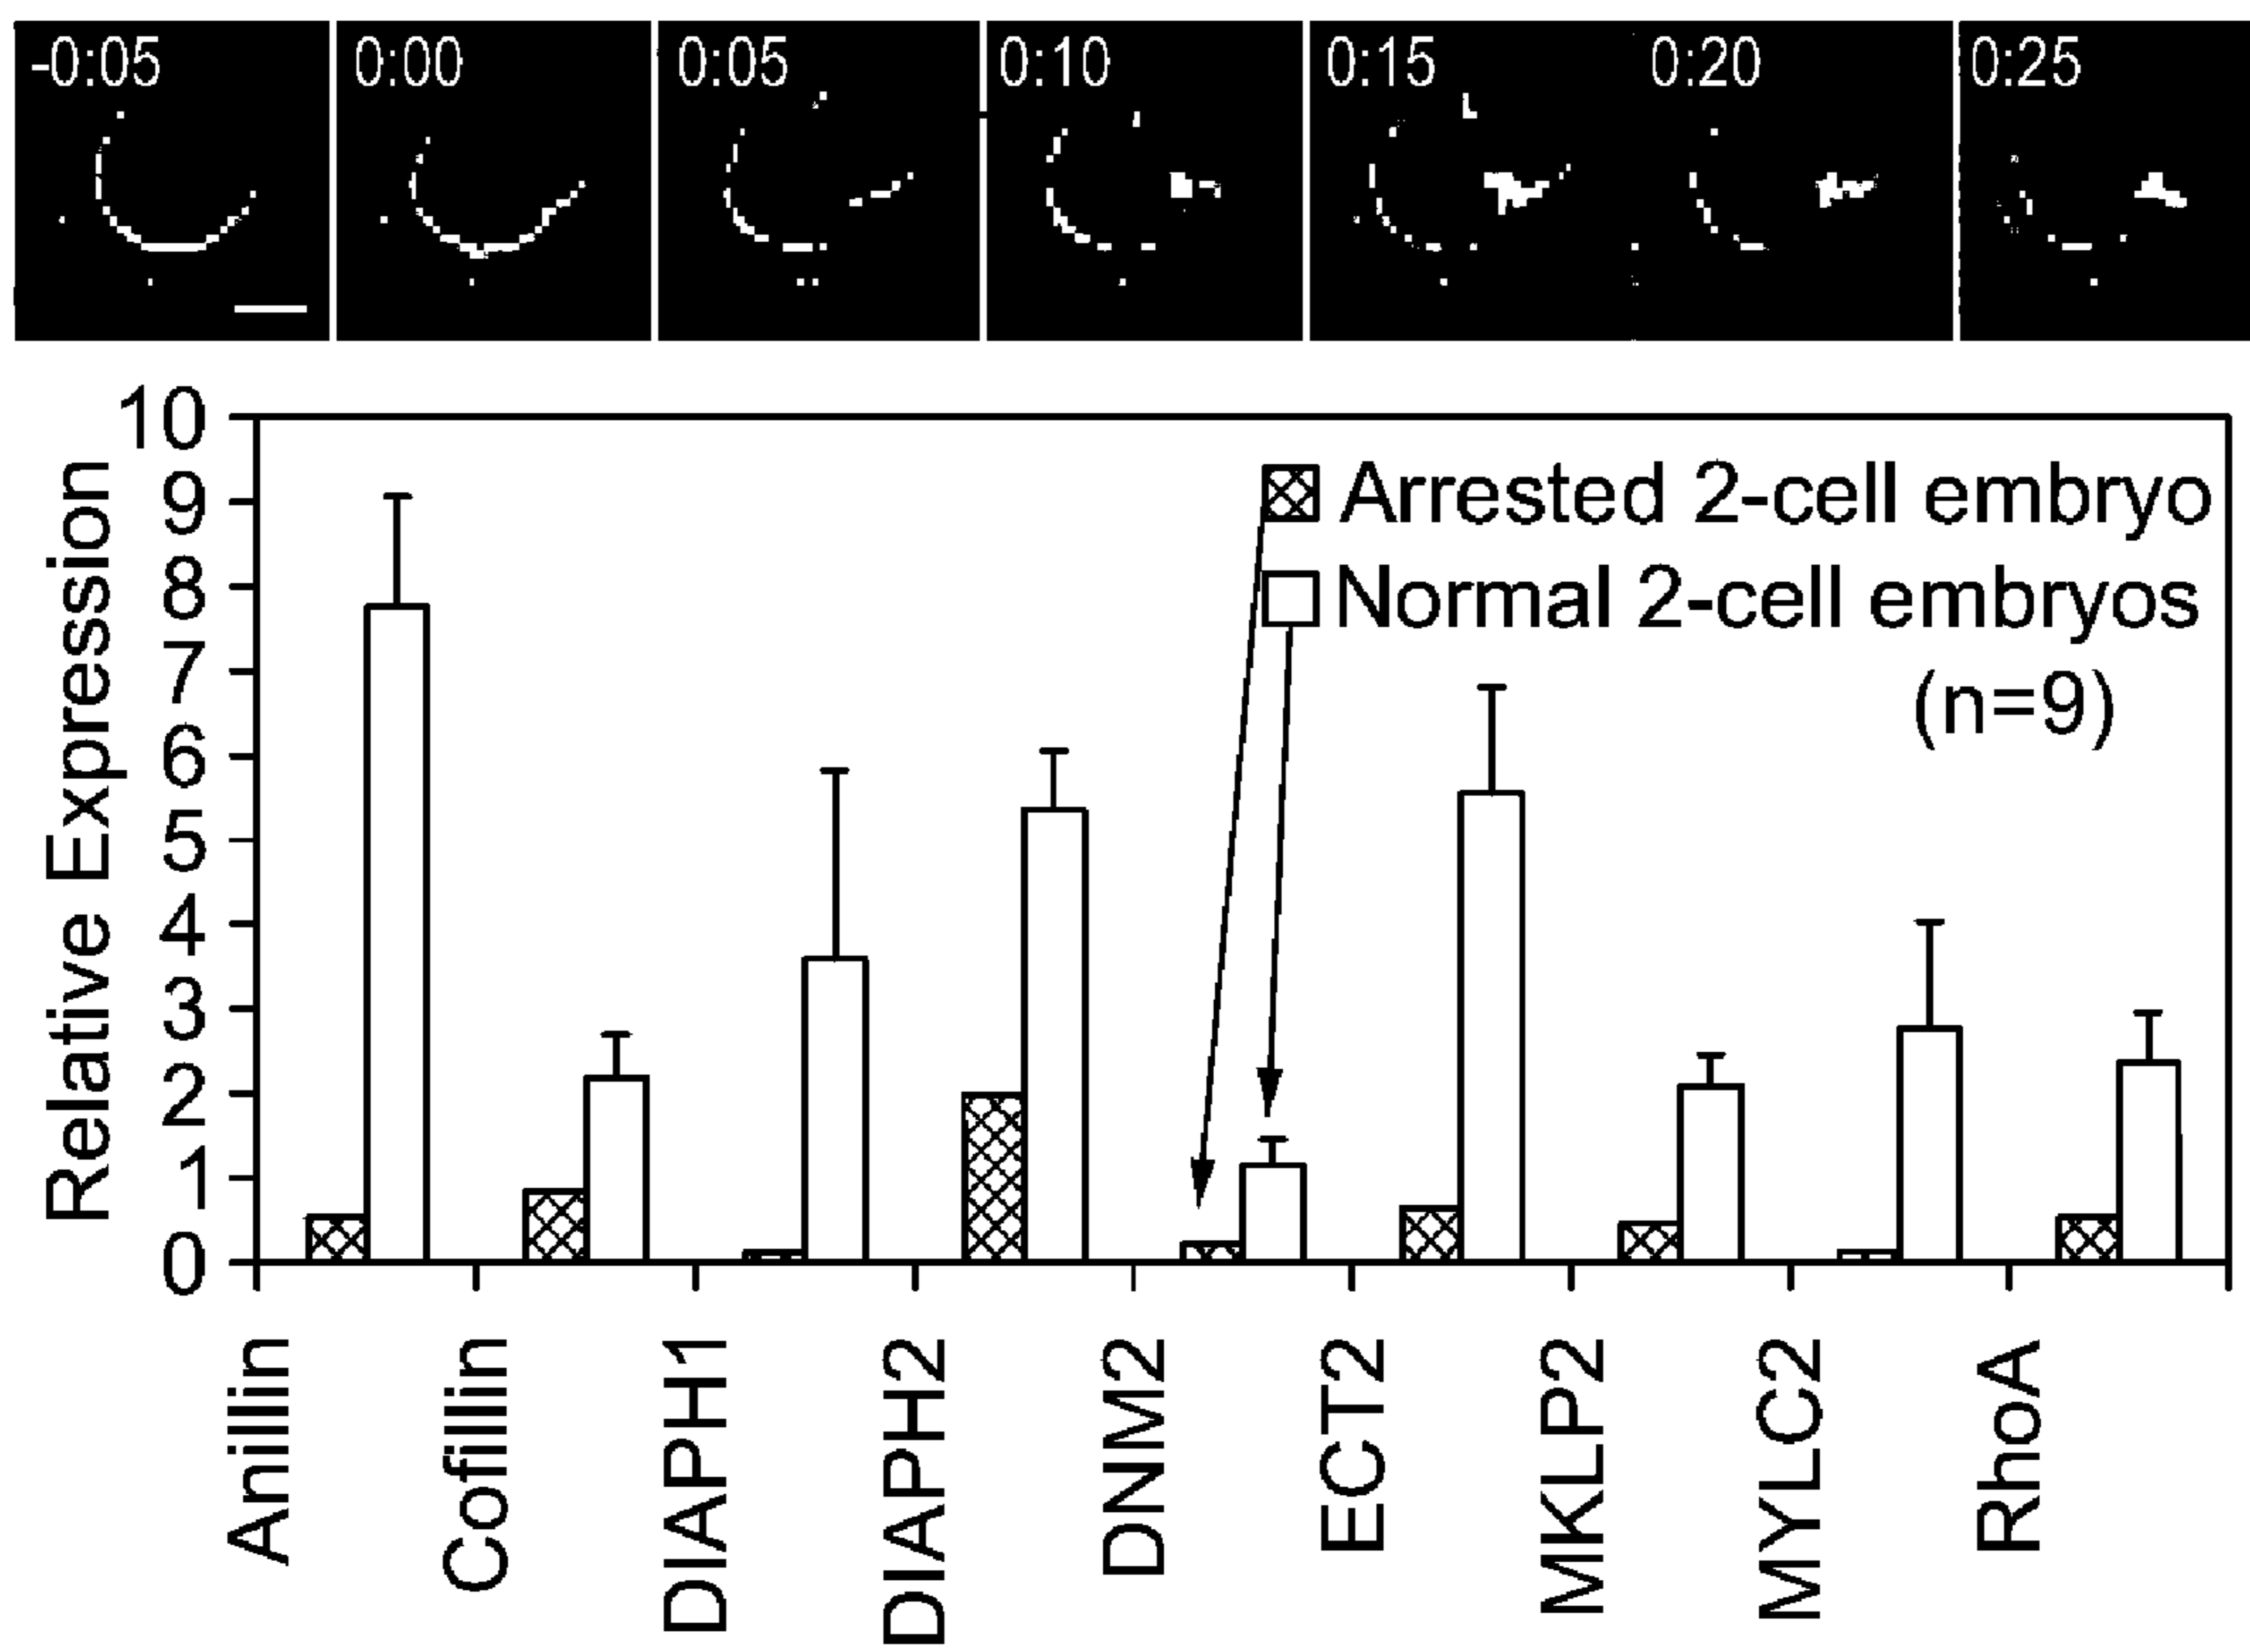 -0:05 0:00 0:05 0:10 0:15 0:20 0:25
Relative Expression
10
9
8
7
6
5
4
3
2
1
0
Arrested 2-cell embryo
Normal 2-cell embryos
(n=9)
Anillin
Cofillin
DIAPH1
DIAPH2
DNM2
ECT2
MKLP2
MYLC2
RhoA